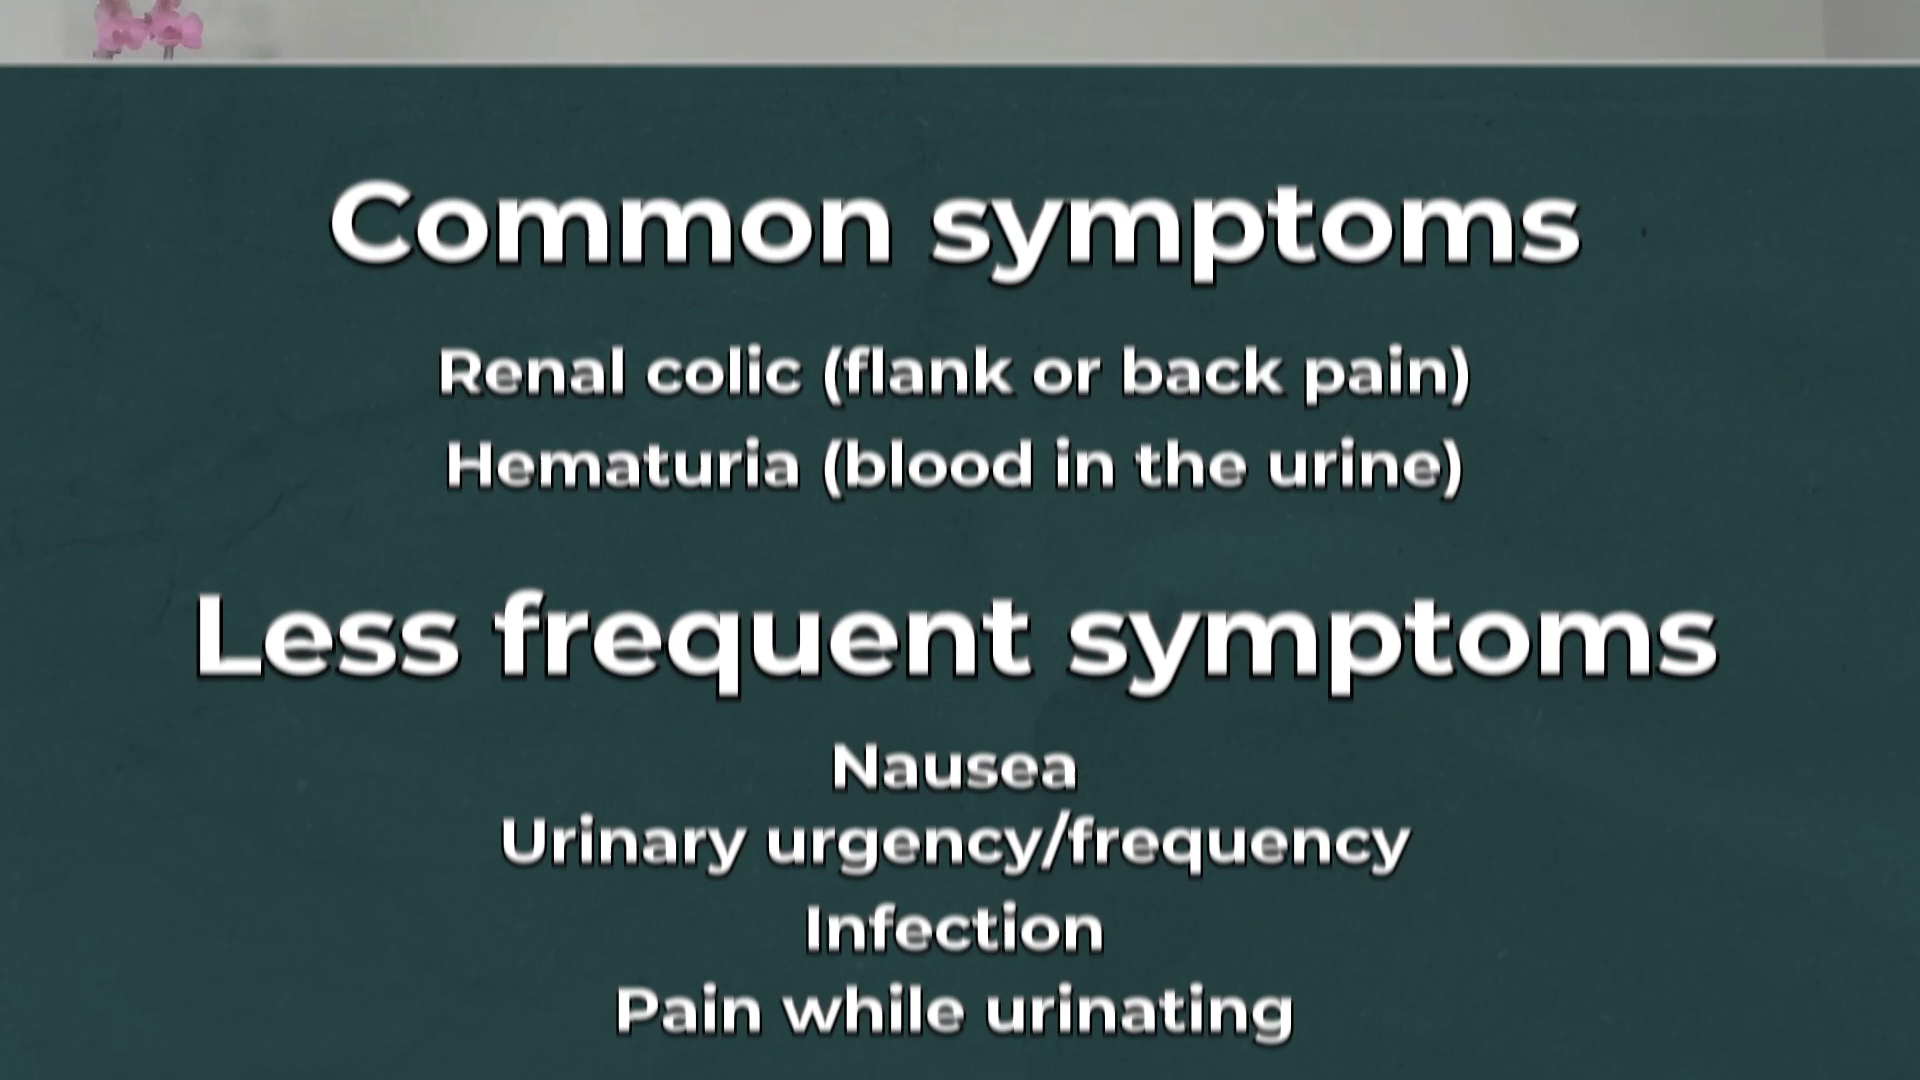 Common symptoms
Renal colic (flank or back pain)
Hematuria (blood in the urine)
Less frequent symptoms
Nausea
Urinary urgency/frequency
Infection
Pain while urinating